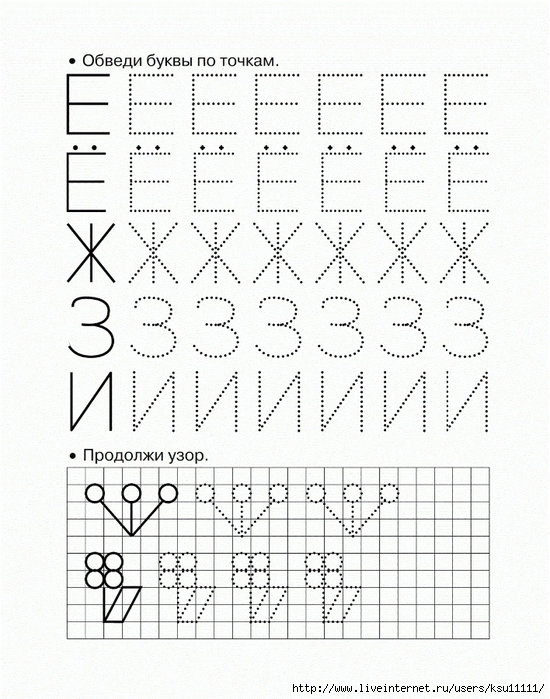 • Обведи буквы по точкам.
Е Е Е Е Е Е Е
Ё Ё Ё Ё Ё Ё Ё
Ж Ж Ж Ж Ж Ж Ж
З З З З З З З
И И И И И И И
• Продолжи узор.
http://www.liveinternet.ru/users/ksu11111/